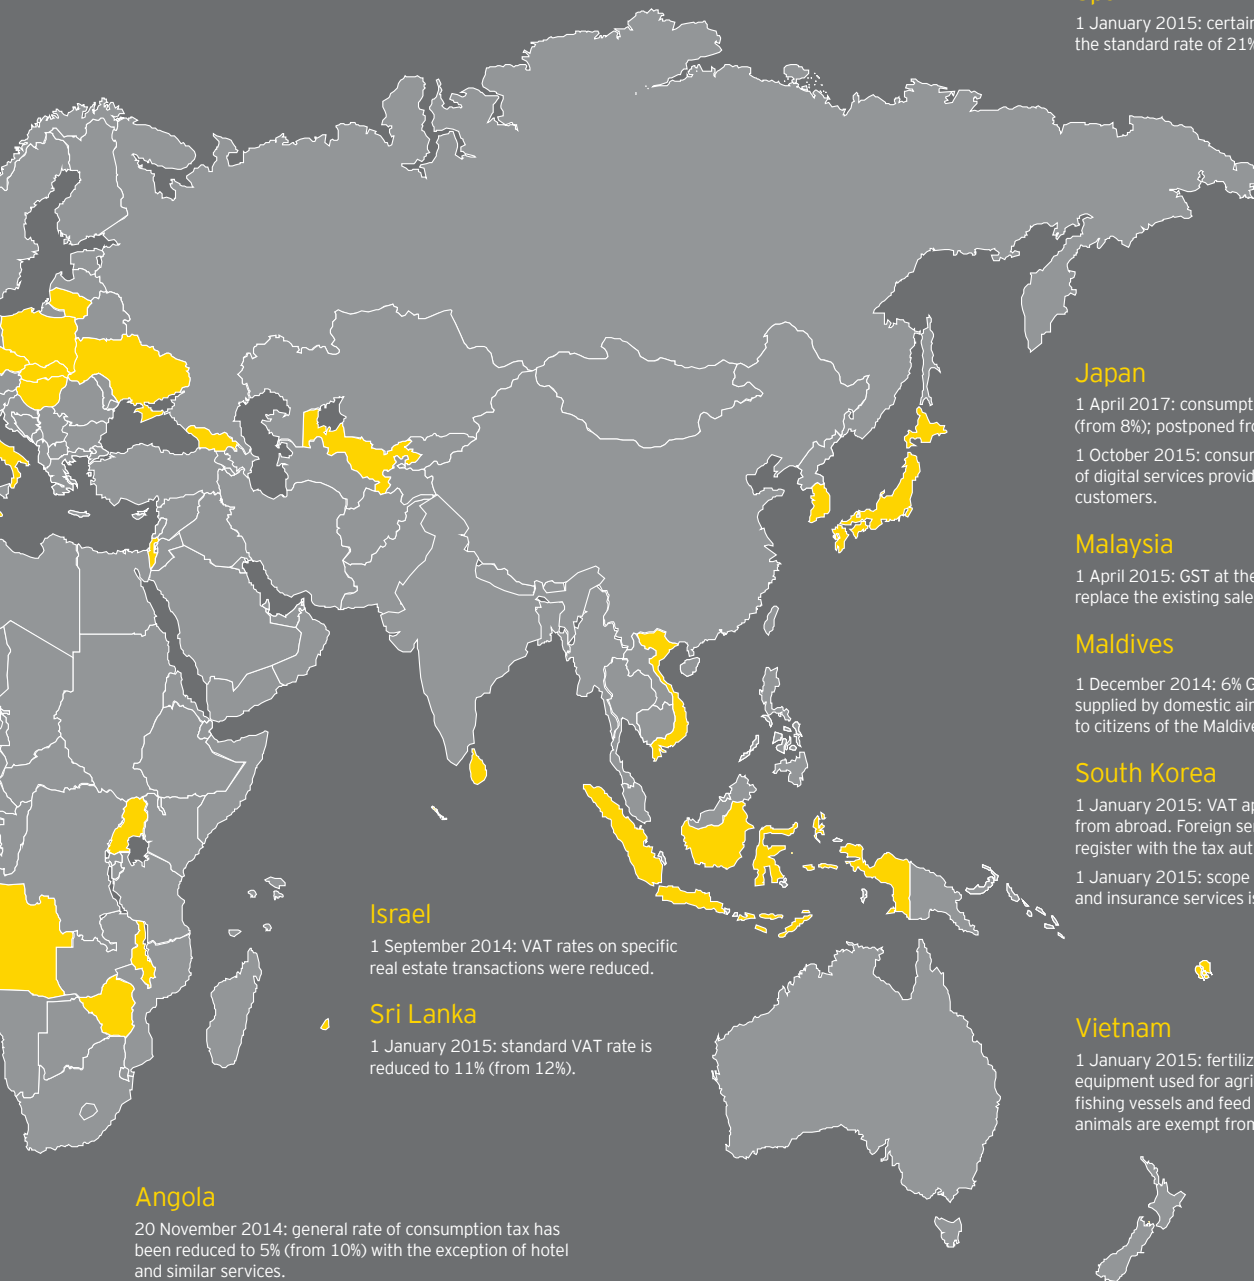 1 January 2015: certain
the standard rate of 21%
Japan
1 April 2017: consumpt
(from 8%); postponed fro
1 October 2015: consum
of digital services provid
customers.
Malaysia
1 April 2015: GST at the
replace the existing sale
Maldives
1 December 2014: 6% G
supplied by domestic air
to citizens of the Maldive
South Korea
1 January 2015: VAT ap
from abroad. Foreign ser
register with the tax aut
1 January 2015: scope
and insurance services is
Israel
1 September 2014: VAT rates on specific
real estate transactions were reduced.
Sri Lanka
1 January 2015: standard VAT rate is
reduced to 11% (from 12%).
Vietnam
1 January 2015: fertiliz
equipment used for agri
fishing vessels and feed
animals are exempt from
Angola
20 November 2014: general rate of consumption tax has
been reduced to 5% (from 10%) with the exception of hotel
and similar services.